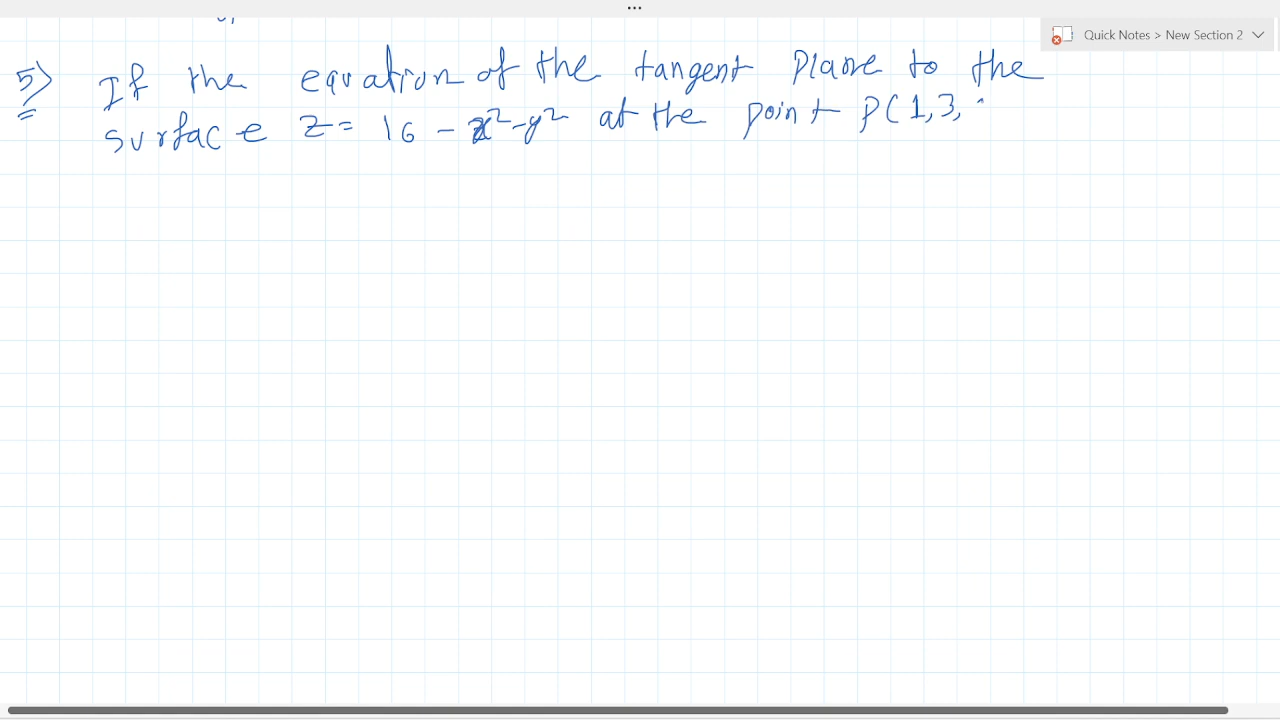 ...
Quick Notes > New Section 2
5) If the equation of the tangent plane to the
surface z = 16 - x² - y² at the point P(1,3,